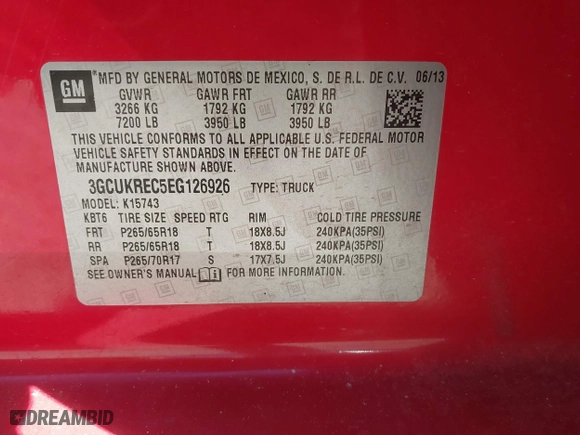 GM ® MFD BY GENERAL MOTORS DE MEXICO, S. DE R.L. DE C.V. 06/13
GVWR GAWR FRT GAWR RR
3266 KG 1792 KG 1792 KG
7200 LB 3950 LB 3950 LB
THIS VEHICLE CONFORMS TO ALL APPLICABLE U.S. FEDERAL MOTOR
VEHICLE SAFETY STANDARDS IN EFFECT ON THE DATE OF
MANUFACTURE SHOWN ABOVE.
3GCUKREC5EG126926 TYPE: TRUCK
MODEL: K15743
KBT6 TIRE SIZE SPEED RTG RIM COLD TIRE PRESSURE
FRT P265/65R18 T 18X8.5J 240KPA(35PSI)
RR P265/65R18 T 18X8.5J 240KPA(35PSI)
SPA P265/70R17 S 17X7.5J 240KPA(35PSI)
SEE OWNER'S MANUAL FOR MORE INFORMATION.
DREAMBID